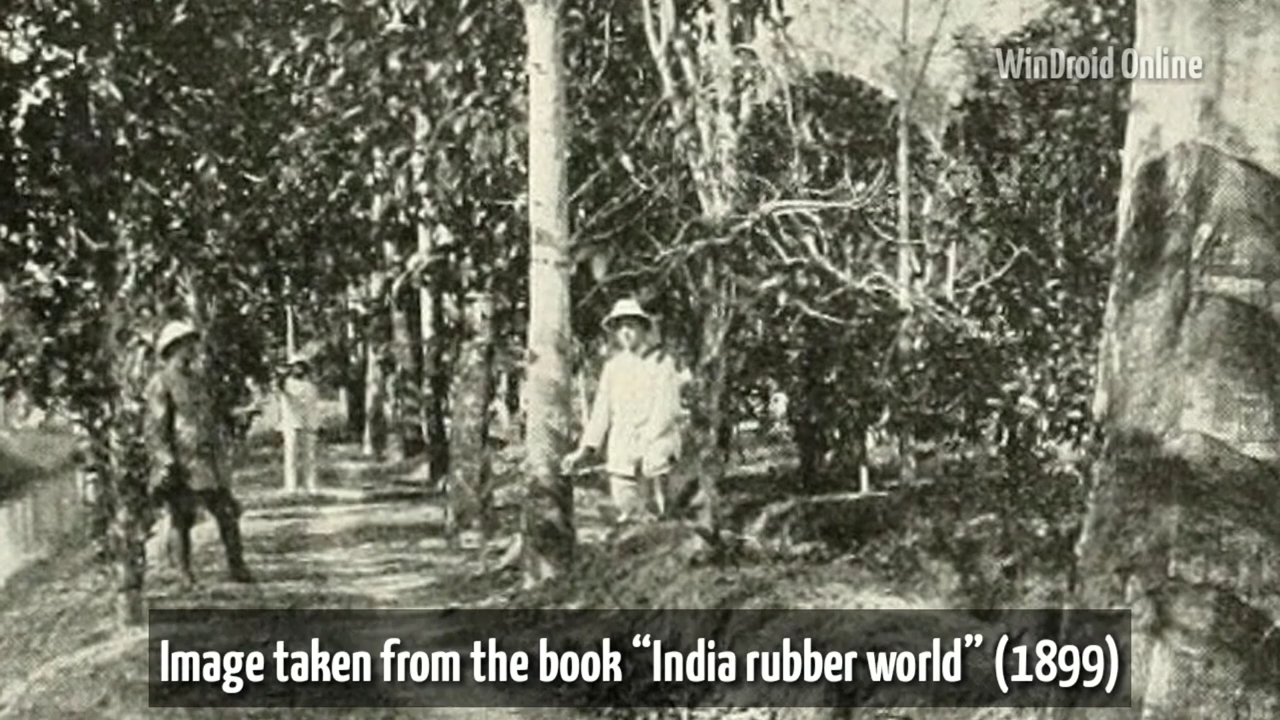 WinDroid Online
Image taken from the book “India rubber world” (1899)